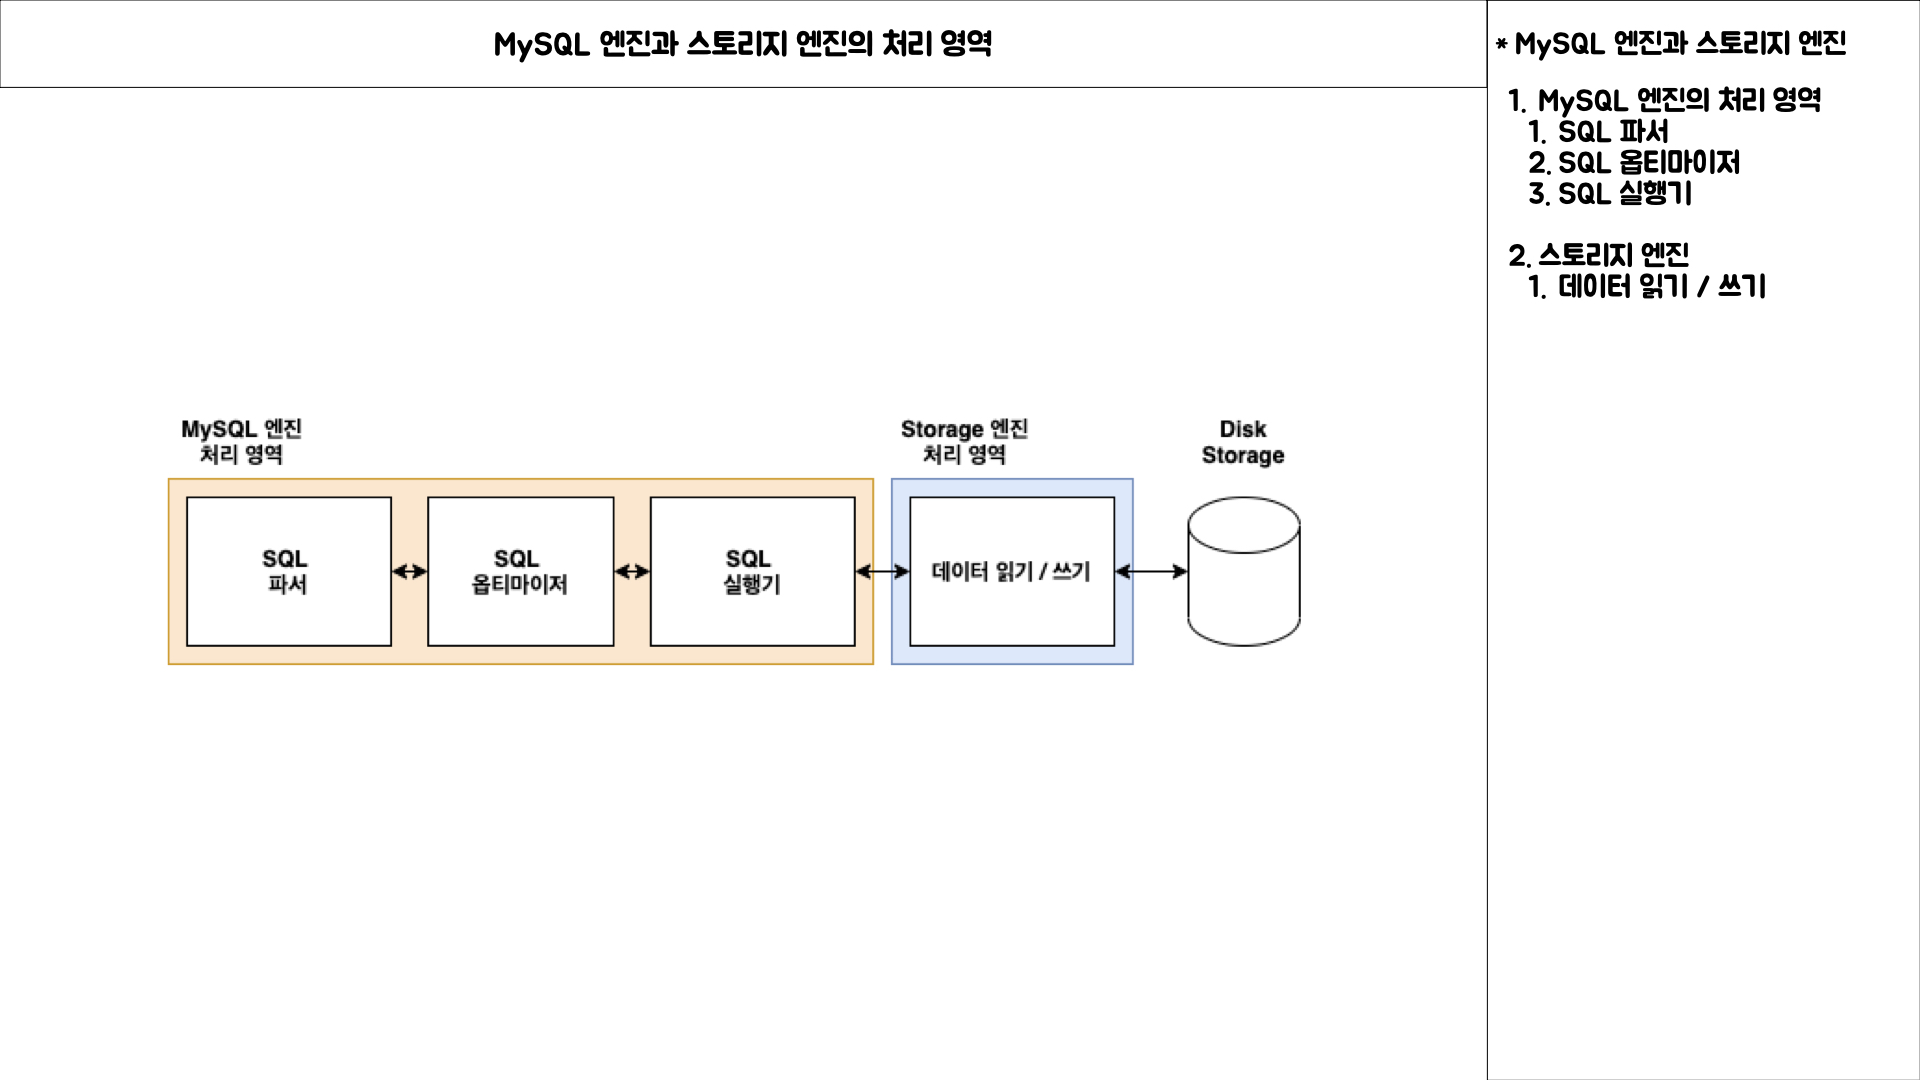 MySQL 엔진과 스토리지 엔진의 처리 영역
* MySQL 엔진과 스토리지 엔진
1. MySQL 엔진의 처리 영역
1. SQL 파서
2. SQL 옵티마이저
3. SQL 실행기
2. 스토리지 엔진
1. 데이터 읽기 / 쓰기
MySQL 엔진
처리 영역
SQL
파서
SQL
옵티마이저
SQL
실행기
Storage 엔진
처리 영역
데이터 읽기 / 쓰기
Disk
Storage